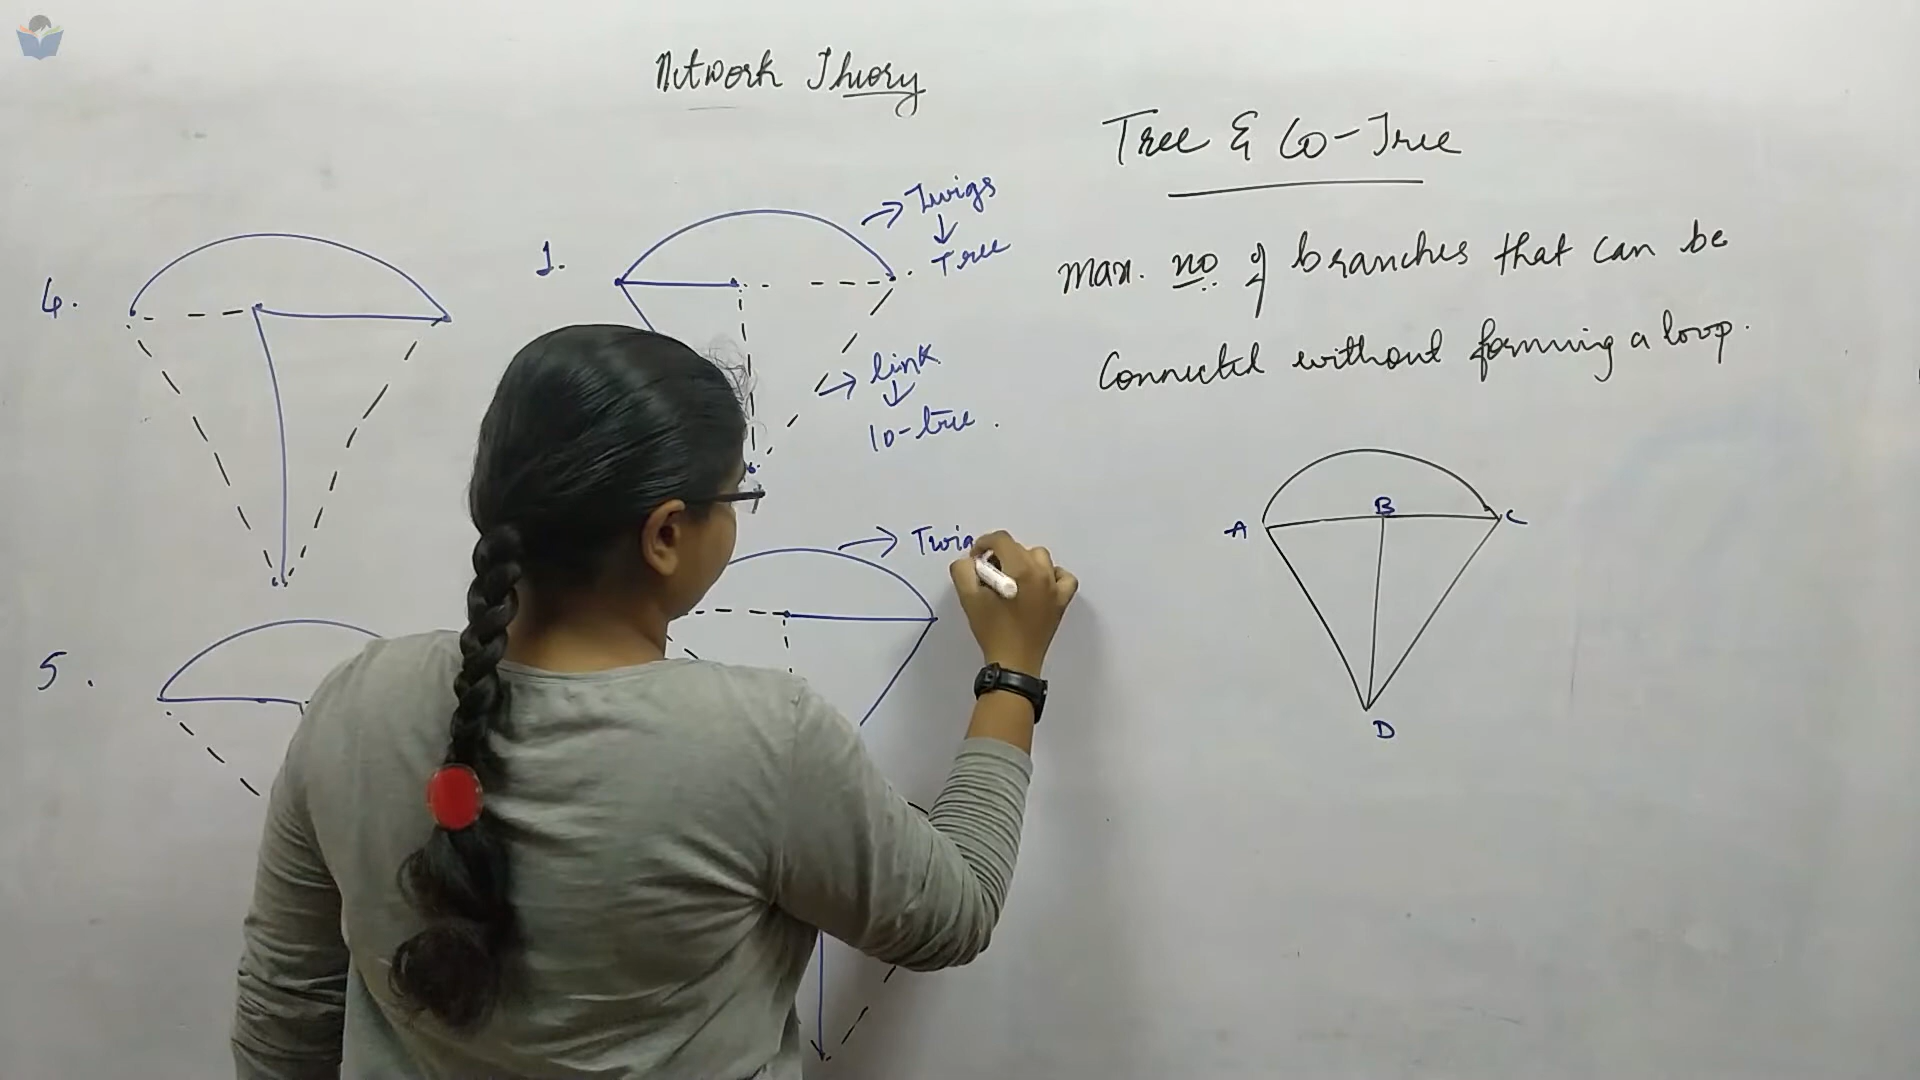 Network Theory
Tree & Co-Tree
max. no of branches that can be
Connected without forming a loop.
4.
1.
Twigs
Tree
link
co-tree.
Twig
5.
A
B
C
D